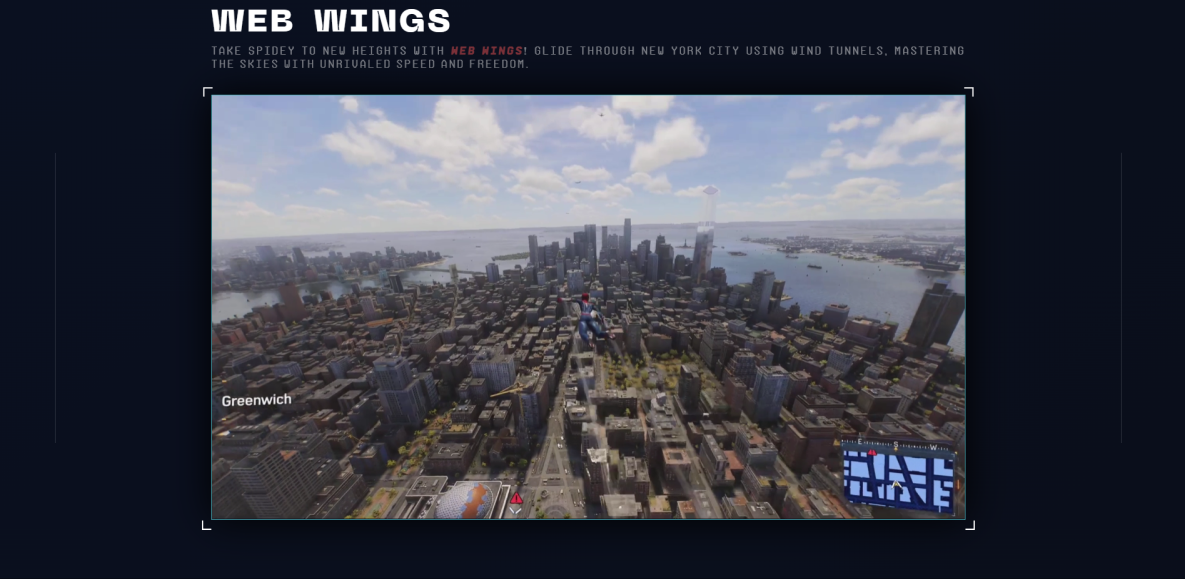 WEB WINGS
TAKE SPIDEY TO NEW HEIGHTS WITH WEB WINGS! GLIDE THROUGH NEW YORK CITY USING WIND TUNNELS, MASTERING
THE SKIES WITH UNRIVALED SPEED AND FREEDOM.
Greenwich
E S W